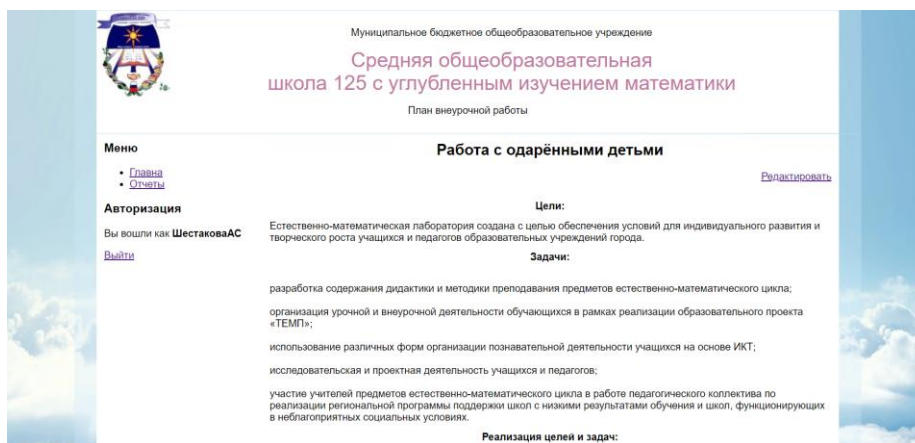 Муниципальное бюджетное общеобразовательное учреждение
Средняя общеобразовательная
школа 125 с углубленным изучением математики
План внеурочной работы
Меню
Главна
Отчеты
Авторизация
Вы вошли как ШестаковаАС
Выйти
Работа с одарёнными детьми
Редактировать
Цели:
Естественно-математическая лаборатория создана с целью обеспечения условий для индивидуального развития и
творческого роста учащихся и педагогов образовательных учреждений города.
Задачи:
разработка содержания дидактики и методики преподавания предметов естественно-математического цикла;
организация урочной и внеурочной деятельности обучающихся в рамках реализации образовательного проекта
«ТЕМП»;
использование различных форм организации познавательной деятельности учащихся на основе ИКТ;
исследовательская и проектная деятельность учащихся и педагогов;
участие учителей предметов естественно-математического цикла в работе педагогического коллектива по
реализации региональной программы поддержки школ с низкими результатами обучения и школ, функционирующих
в неблагоприятных социальных условиях.
Реализация целей и задач: